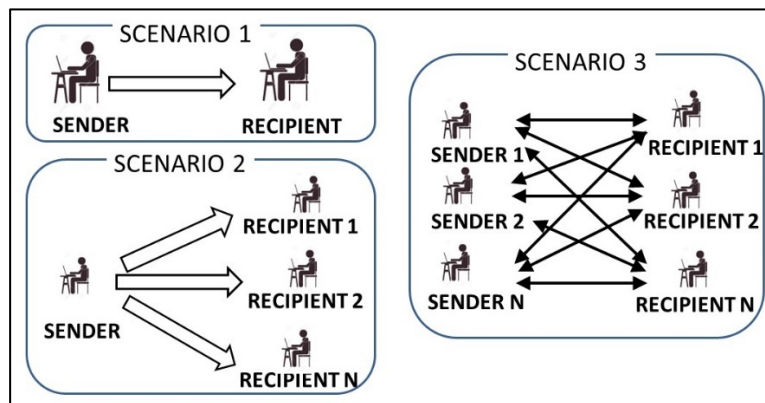 SCENARIO 1
SENDER
RECIPIENT
SCENARIO 2
SENDER
RECIPIENT 1
RECIPIENT 2
RECIPIENT N
SCENARIO 3
SENDER 1
RECIPIENT 1
SENDER 2
RECIPIENT 2
SENDER N
RECIPIENT N